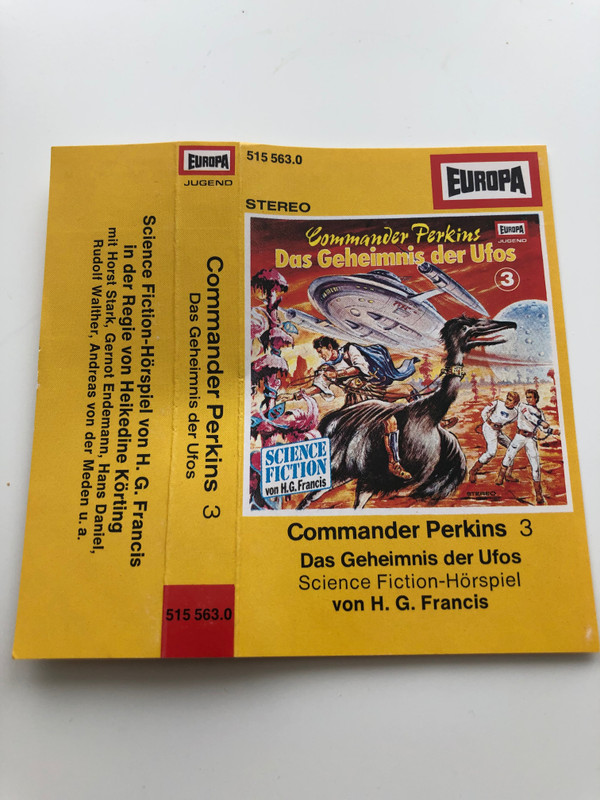 Science Fiction-Hörspiel von H. G. Francis
in der Regie von Heikedine Körting
mit Horst Stark, Gernot Endemann, Hans Daniel,
Rudolf Walther, Andreas von der Meden u. a.
EUROPA
JUGEND
Commander Perkins 3
Das Geheimnis der Ufos
515 563.0
515 563.0
EUROPA
STEREO
Commander Perkins
EUROPA
JUGEND
Das Geheimnis der Ufos
3
SCIENCE
FICTION
von H.G. Francis
STEREO
Commander Perkins 3
Das Geheimnis der Ufos
Science Fiction-Hörspiel
von H. G. Francis